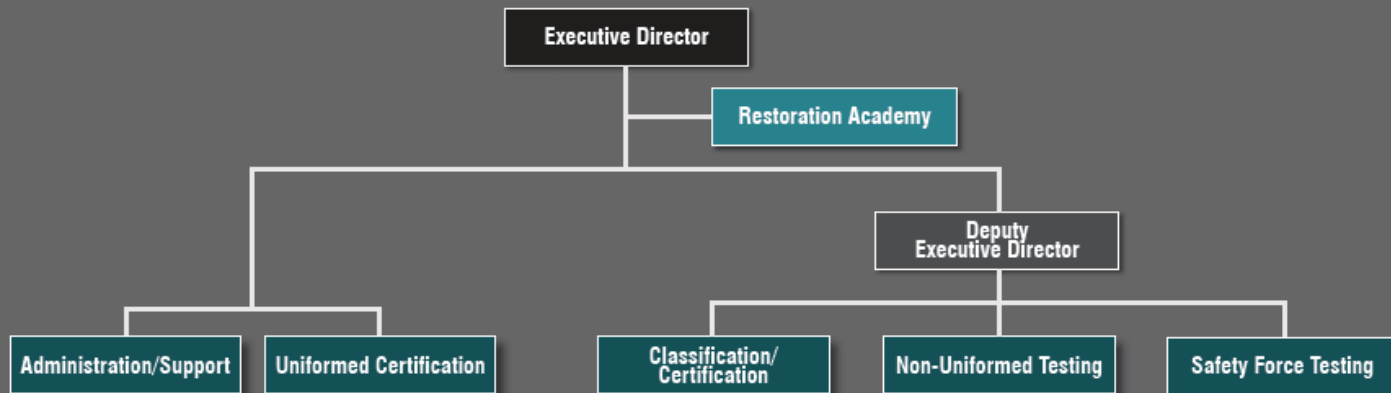 Executive Director
Restoration Academy
Deputy
Executive Director
Administration/Support
Uniformed Certification
Classification/
Certification
Non-Uniformed Testing
Safety Force Testing